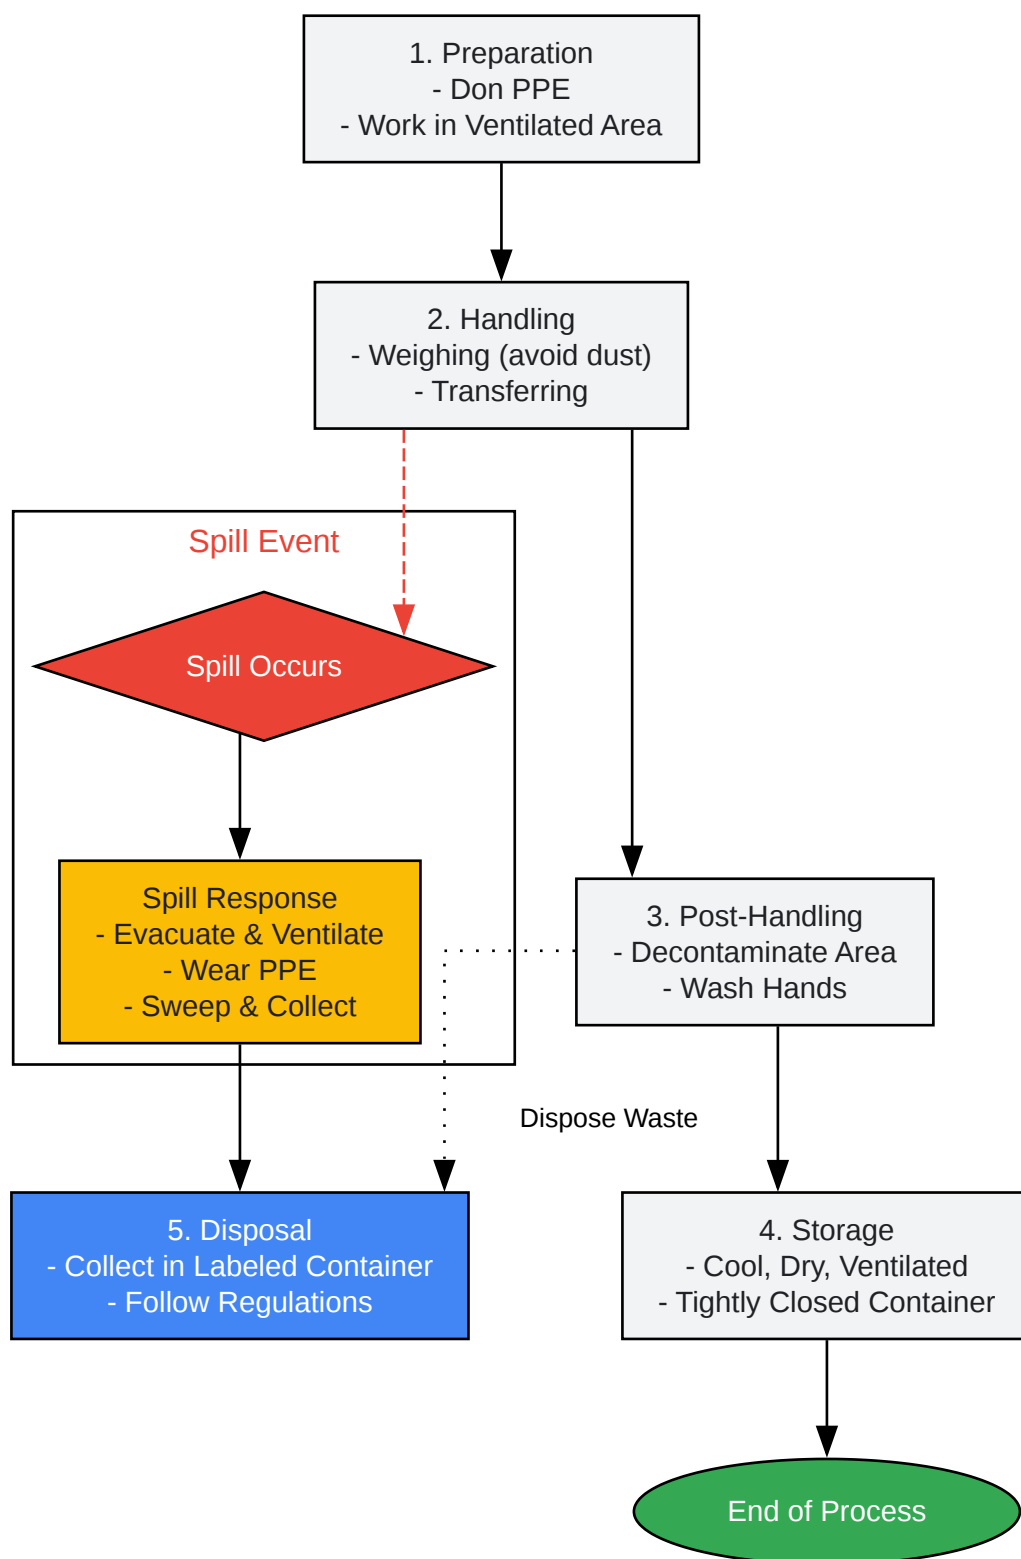 1. Preparation
- Don PPE
- Work in Ventilated Area
2. Handling
- Weighing (avoid dust)
- Transferring
Spill Event
Spill Occurs
Spill Response
- Evacuate & Ventilate
- Wear PPE
- Sweep & Collect
3. Post-Handling
- Decontaminate Area
- Wash Hands
Dispose Waste
5. Disposal
- Collect in Labeled Container
- Follow Regulations
4. Storage
- Cool, Dry, Ventilated
- Tightly Closed Container
End of Process